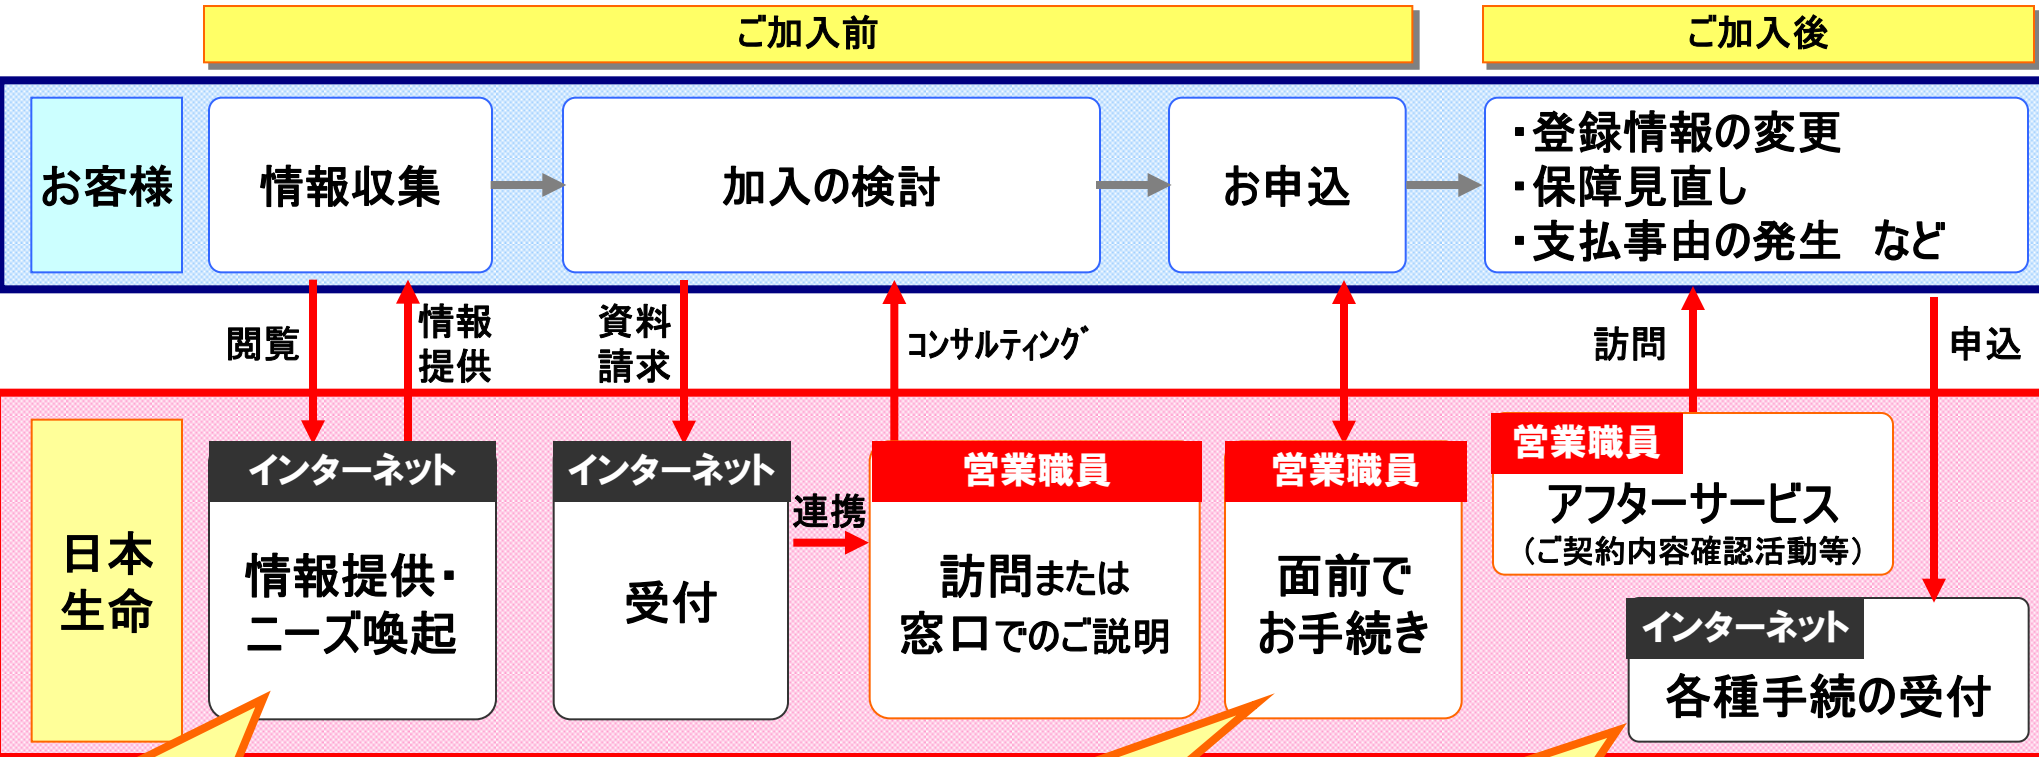 ご加入前
ご加入後
お客様
情報収集
加入の検討
お申込
・登録情報の変更
・保障見直し
・支払事由の発生　など
閲覧
情報
提供
資料
請求
ｺﾝｻﾙﾃｨﾝｸﾞ
訪問
申込
日本
生命
インターネット
情報提供・
ニーズ喚起
インターネット
受付
連携
営業職員
訪問または
窓口でのご説明
営業職員
面前で
お手続き
営業職員
アフターサービス
（ご契約内容確認活動等）
インターネット
各種手続の受付